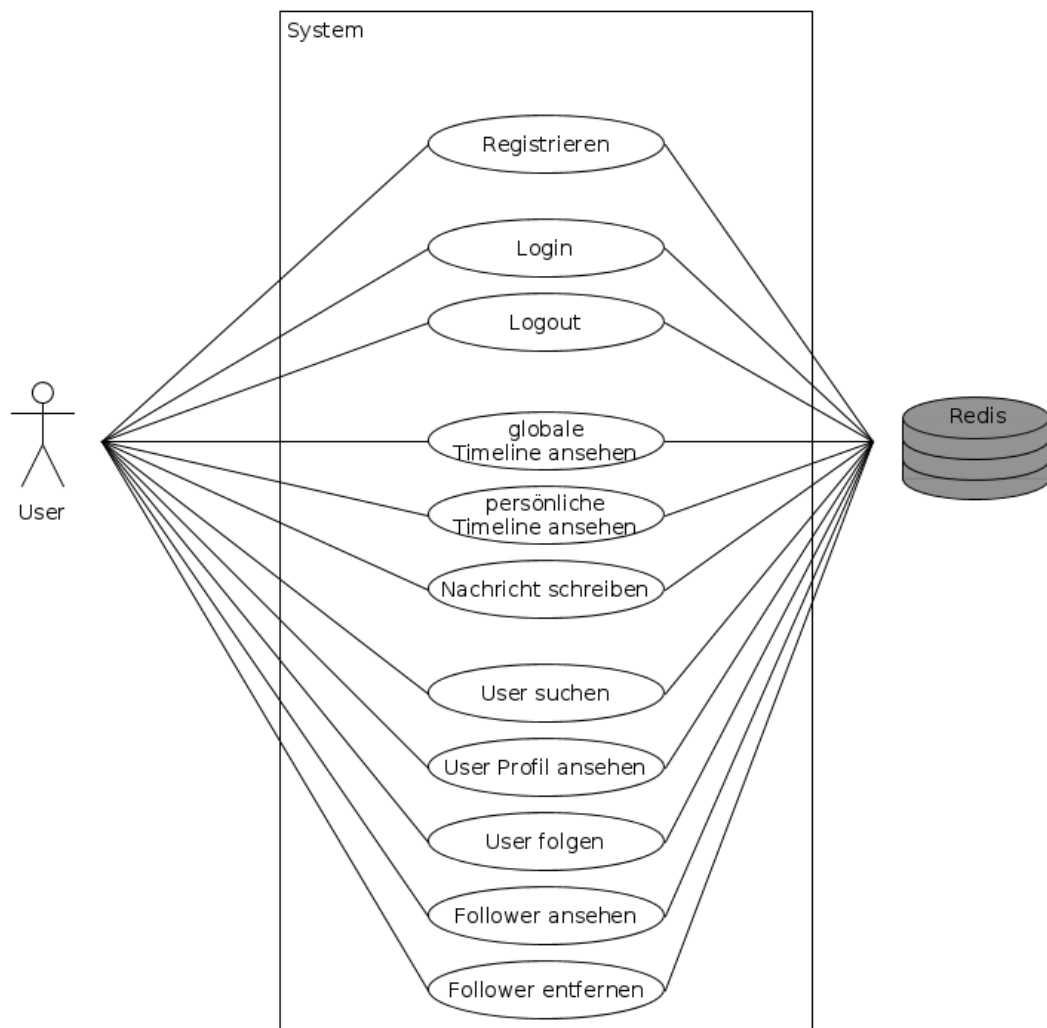 System
Registrieren
Login
Logout
Redis
globale
Timeline ansehen
persönliche
Timeline ansehen
User
Nachricht schreiben
User suchen
User Profil ansehen
User folgen
Follower ansehen
Follower entfernen